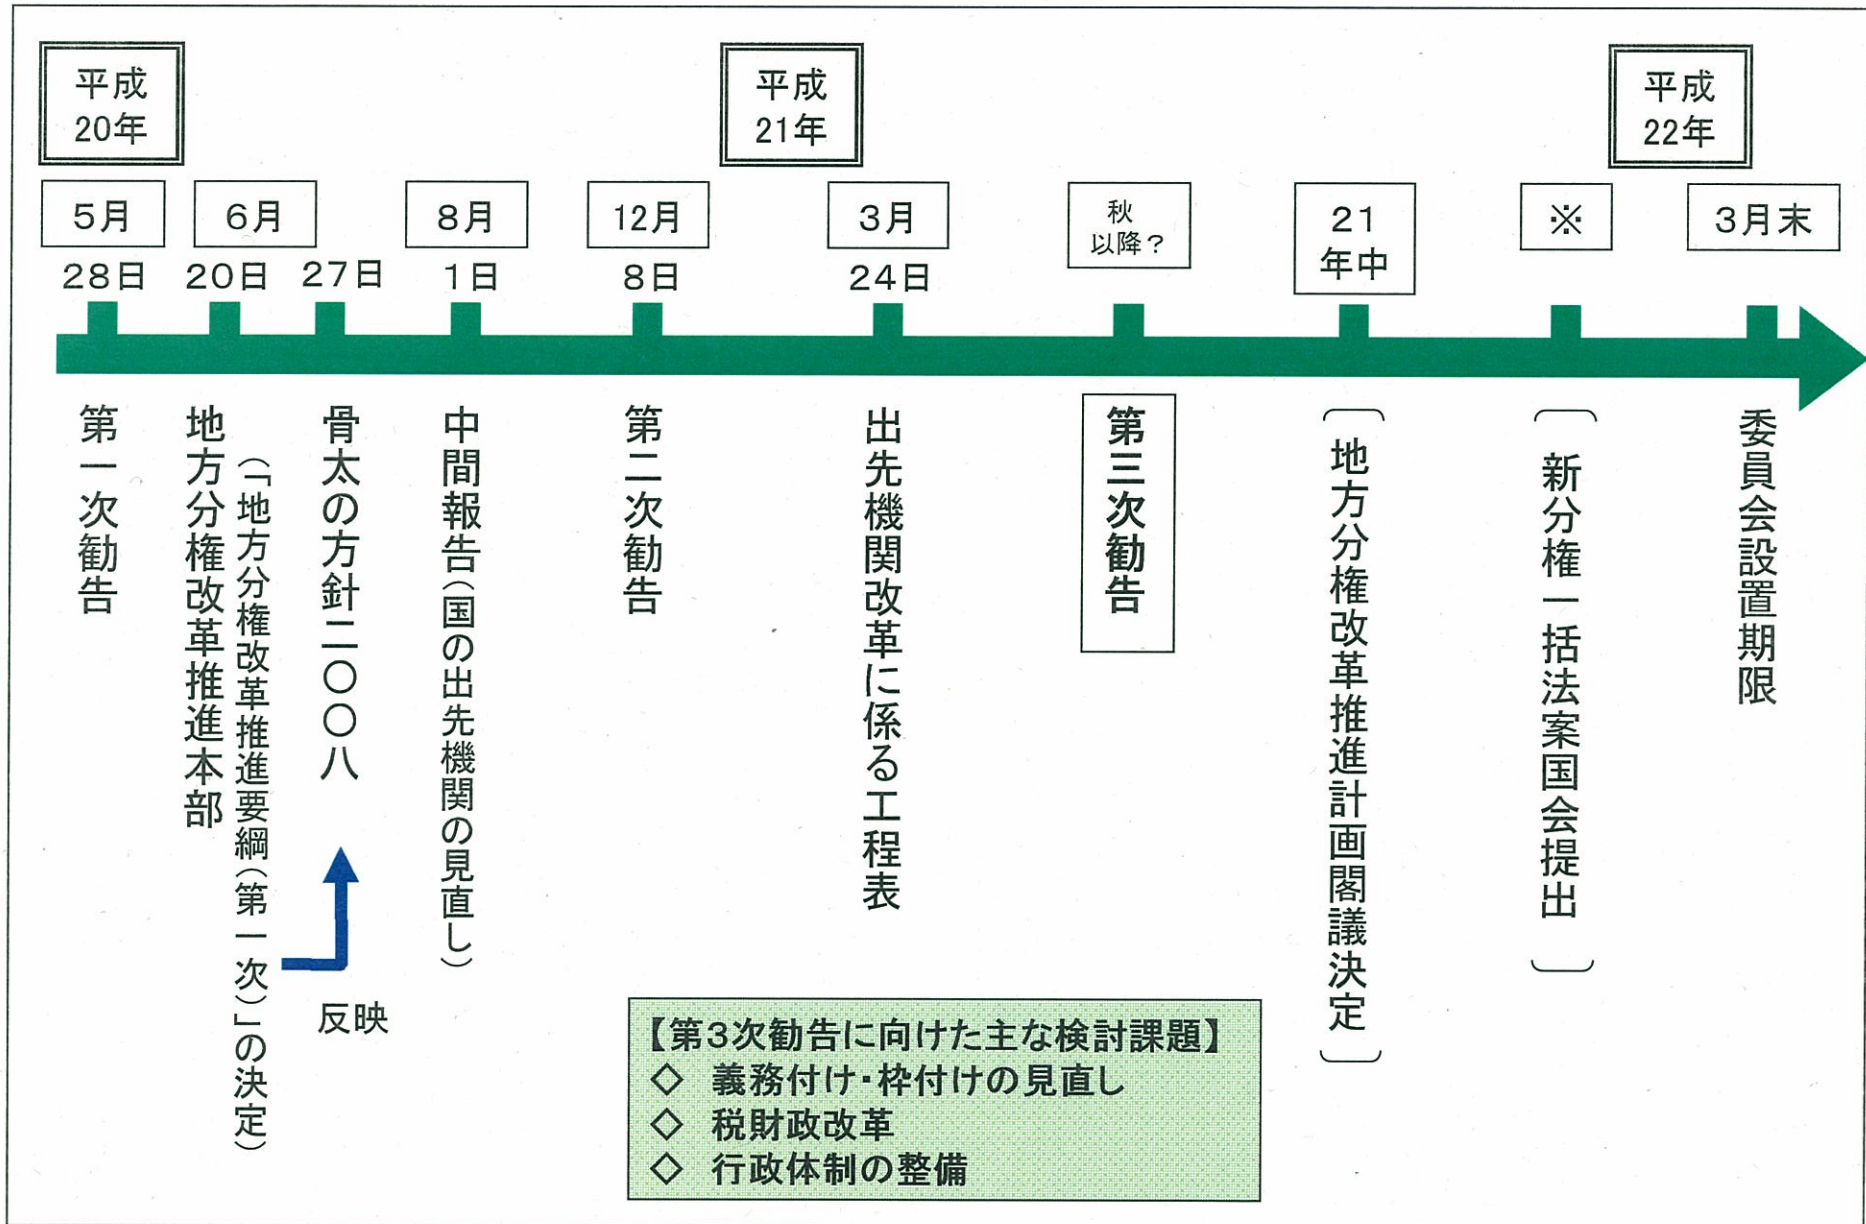 平成
20年
平成
21年
平成
22年
5月
6月
8月
12月
3月
秋
以降？
21
年中
※
3月末
28日
20日
27日
1日
8日
24日
第一次勧告
地方分権改革推進本部
（「地方分権改革推進要綱（第一次）」の決定）
骨太の方針二〇〇八
中間報告（国の出先機関の見直し）
第二次勧告
出先機関改革に係る工程表
第三次勧告
〔地方分権改革推進計画閣議決定〕
〔新分権一括法案国会提出〕
委員会設置期限
反映
【第3次勧告に向けた主な検討課題】
◇ 義務付け・枠付けの見直し
◇ 税財政改革
◇ 行政体制の整備